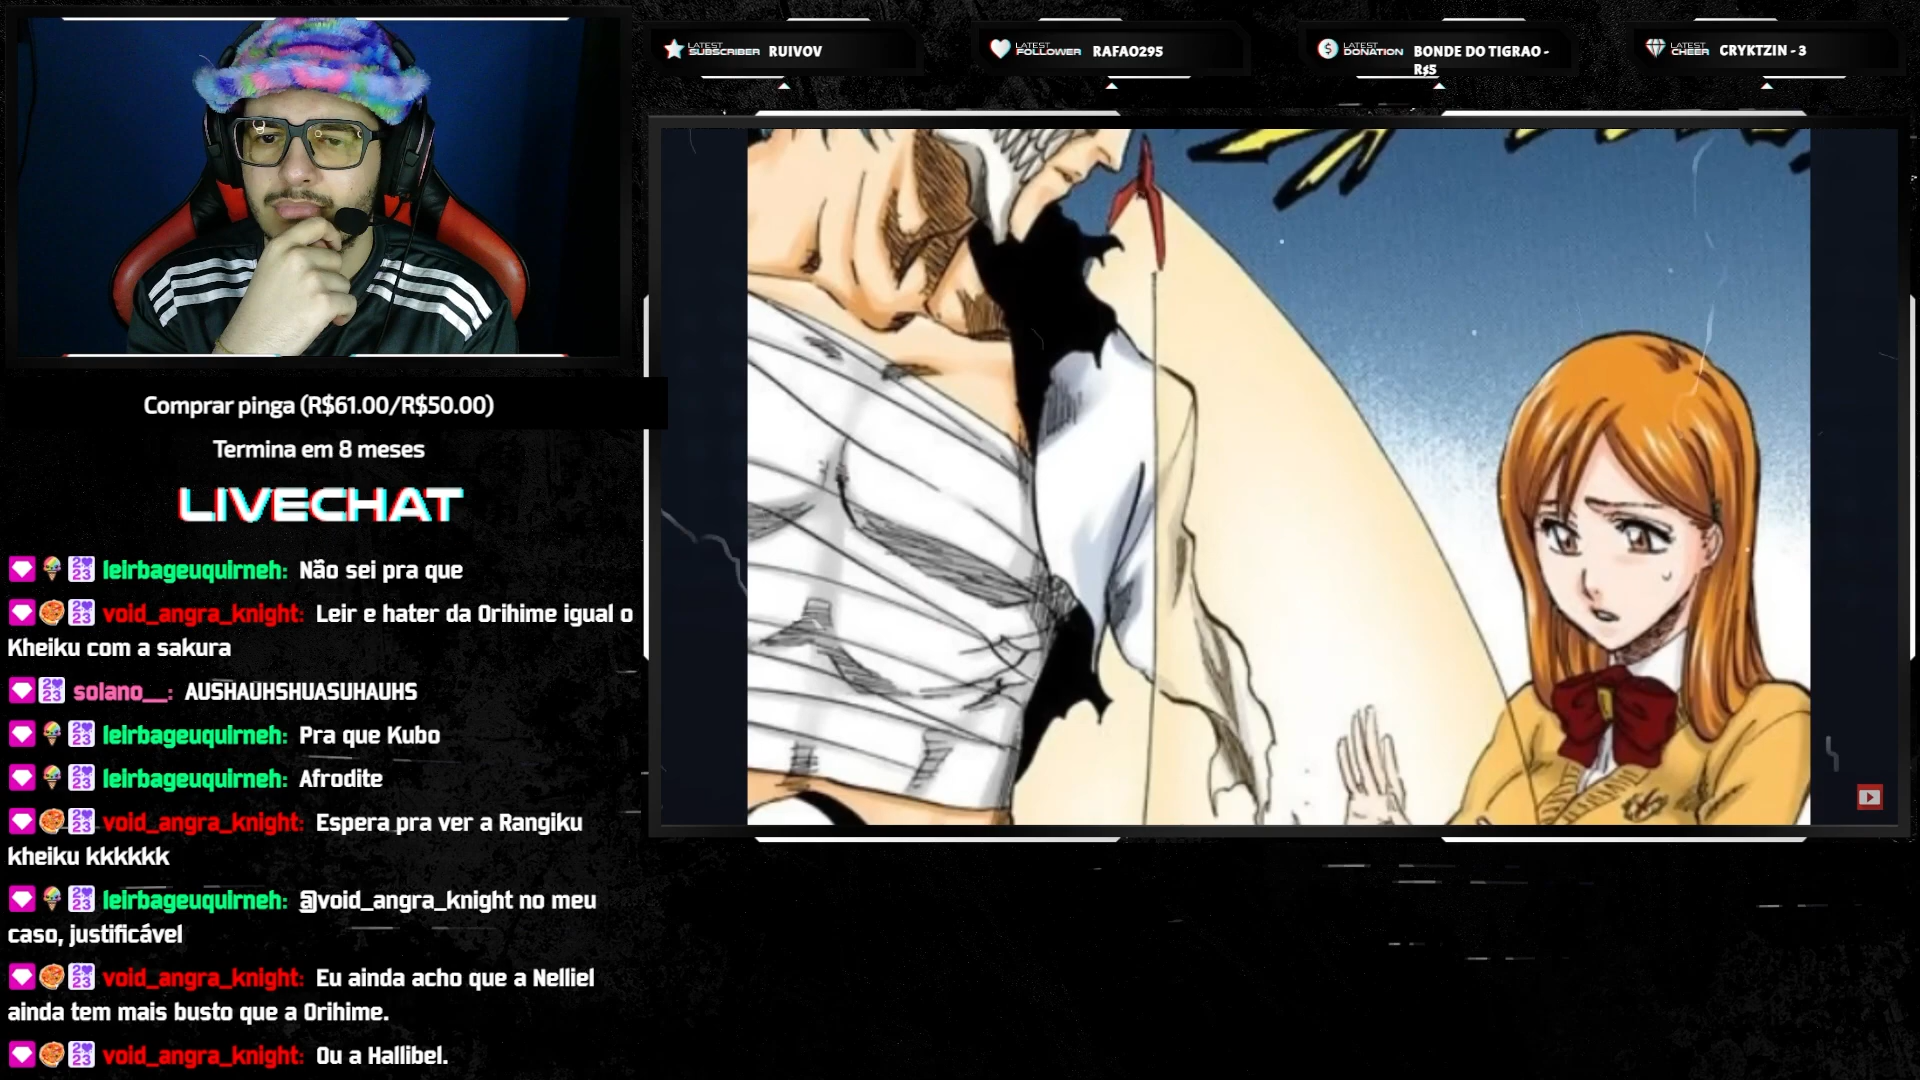 LATEST SUBSCRIBER RUIVOV
LATEST FOLLOWER RAFAO295
LATEST DONATION BONDE DO TIGRAO -
R$5
LATEST CHEER CRYKTZIN - 3
Comprar pinga (R$61.00/R$50.00)
Termina em 8 meses
LIVECHAT
leirbageuquirneh: Não sei pra que
void_angra_knight: Leir e hater da Orihime igual o
Kheiku com a sakura
solano__: AUSHAUHSHUASUHAUHS
leirbageuquirneh: Pra que Kubo
leirbageuquirneh: Afrodite
void_angra_knight: Espera pra ver a Rangiku
kheiku kkkkkk
leirbageuquirneh: @void_angra_knight no meu
caso, justificável
void_angra_knight: Eu ainda acho que a Nelliel
ainda tem mais busto que a Orihime.
void_angra_knight: Ou a Hallibel.